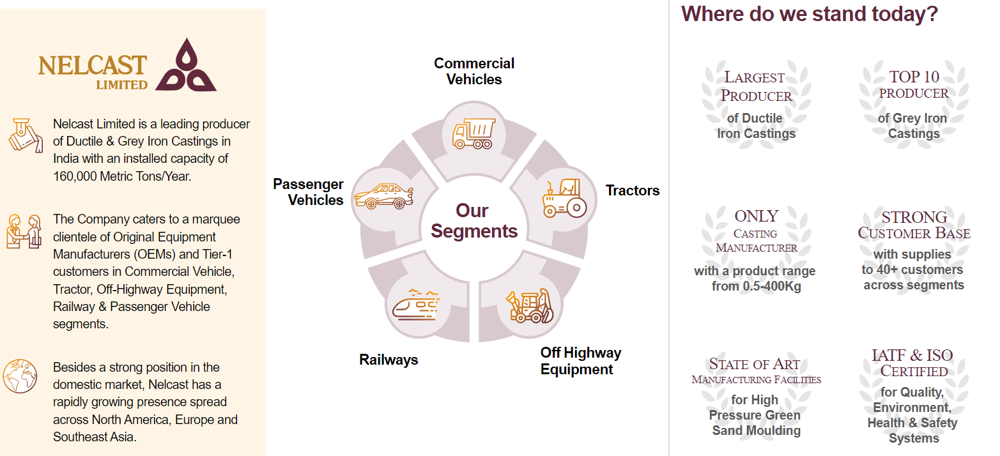 NELCAST
LIMITED
Nelcast Limited is a leading producer
of Ductile & Grey Iron Castings in
India with an installed capacity of
160,000 Metric Tons/Year.
The Company caters to a marquee
clientele of Original Equipment
Manufacturers (OEMs) and Tier-1
customers in Commercial Vehicle,
Tractor, Off-Highway Equipment,
Railway & Passenger Vehicle
segments.
Besides a strong position in the
domestic market, Nelcast has a
rapidly growing presence spread
across North America, Europe and
Southeast Asia.
Commercial
Vehicles
Passenger
Vehicles
Tractors
Our
Segments
Railways
Off Highway
Equipment
Where do we stand today?
LARGEST
PRODUCER
of Ductile
Iron Castings
TOP 10
PRODUCER
of Grey Iron
Castings
ONLY
CASTING
MANUFACTURER
with a product range
from 0.5-400Kg
STRONG
CUSTOMER BASE
with supplies
to 40+ customers
across segments
STATE OF ART
MANUFACTURING FACILITIES
for High
Pressure Green
Sand Moulding
IATF & ISO
CERTIFIED
for Quality,
Environment,
Health & Safety
Systems